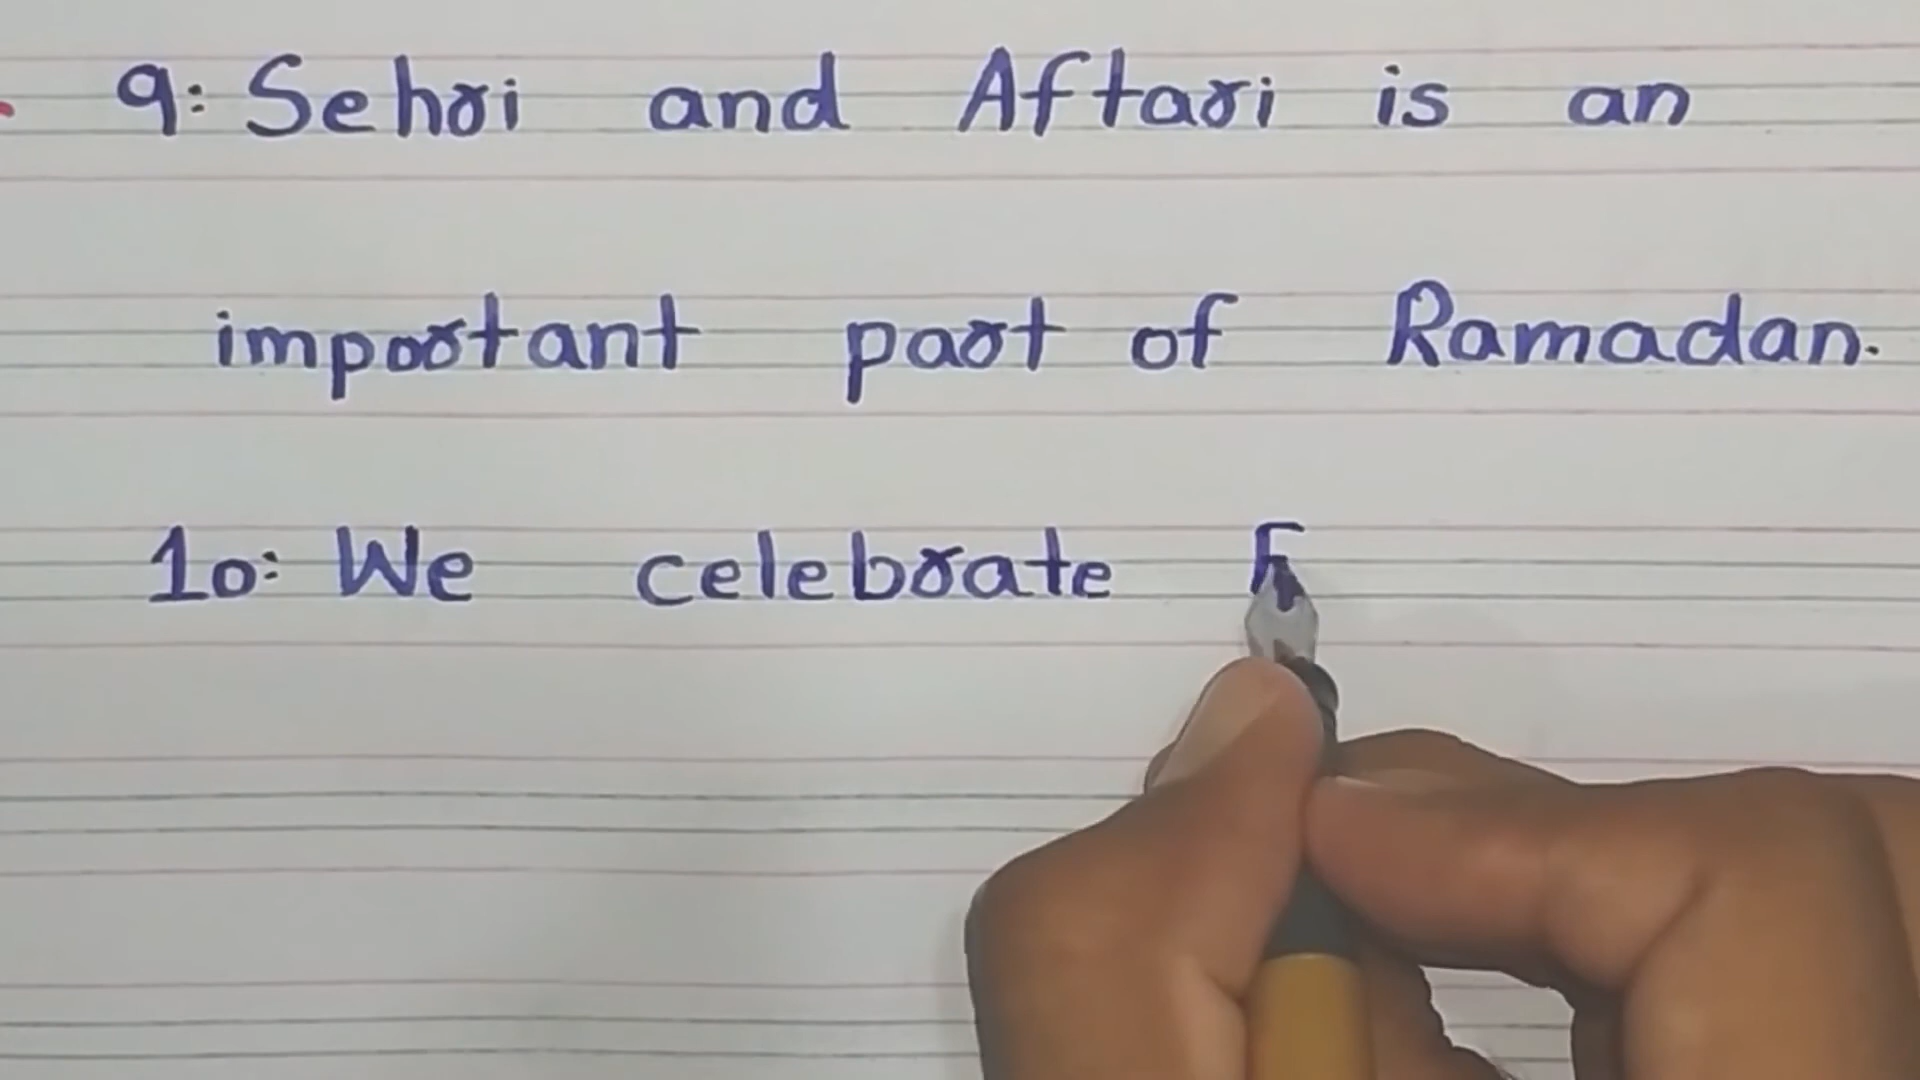 9: Sehri and Aftari is an
important part of Ramadan.
10: We celebrate